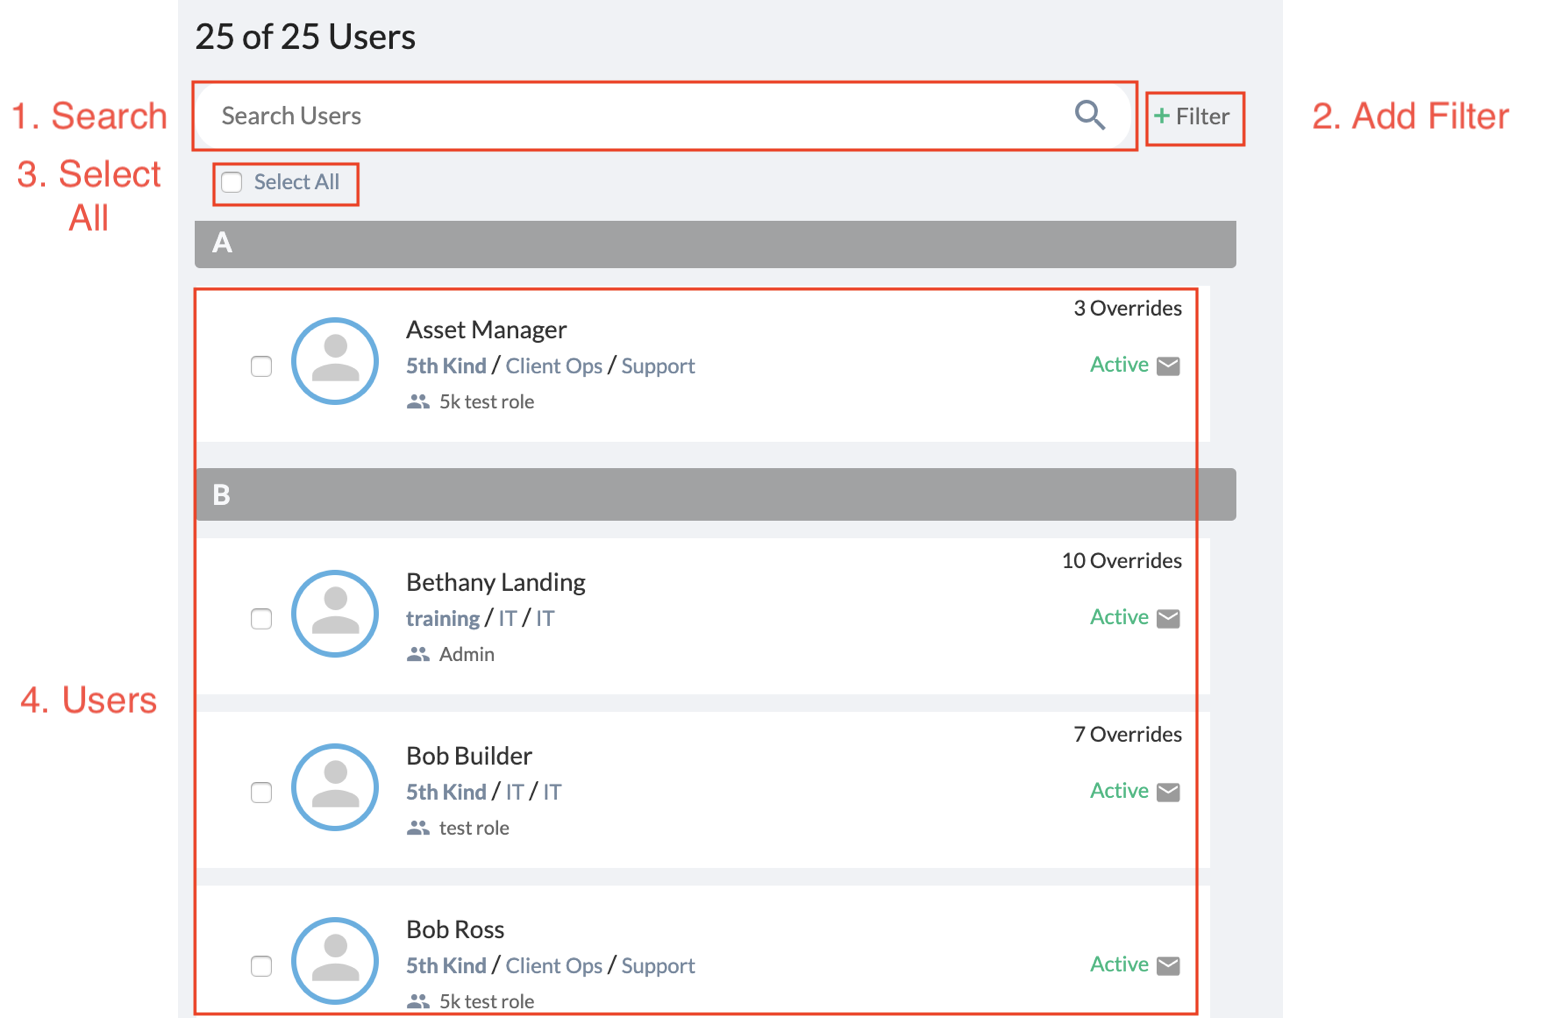 25 of 25 Users
1. Search
Search Users
+ Filter
2. Add Filter
3. Select
All
Select All
A
3 Overrides
Asset Manager
5th Kind / Client Ops / Support
Active
5k test role
B
10 Overrides
Bethany Landing
training / IT / IT
Active
Admin
4. Users
7 Overrides
Bob Builder
5th Kind / IT / IT
Active
test role
Bob Ross
5th Kind / Client Ops / Support
Active
5k test role